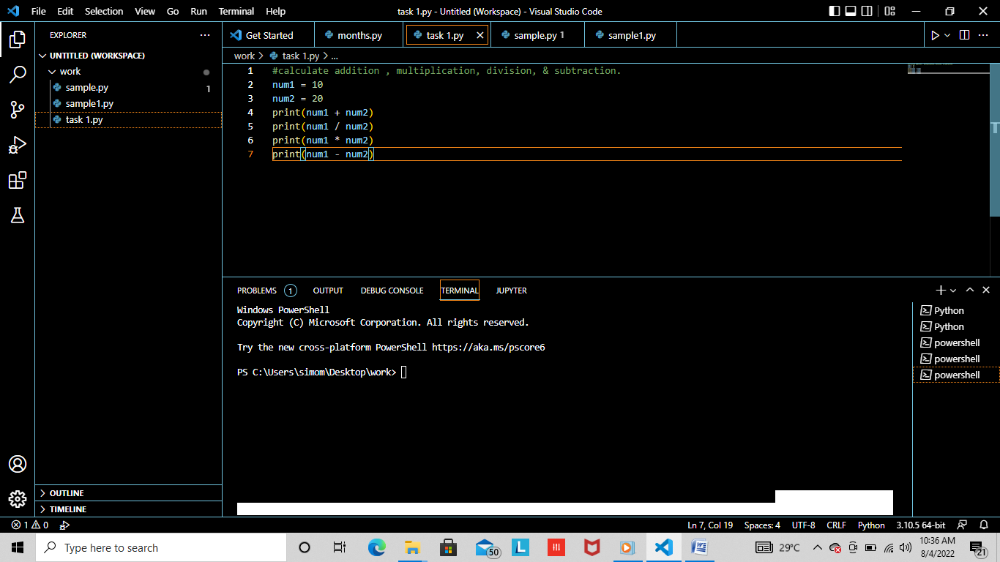 File Edit Selection View Go Run Terminal Help task 1.py - Untitled (Workspace) - Visual Studio Code
EXPLORER
UNTITLED (WORKSPACE)
work
sample.py 1
sample1.py
task 1.py
OUTLINE
TIMELINE
Get Started months.py task 1.py sample.py 1 sample1.py
work > task 1.py > ...
1 #calculate addition , multiplication, division, & subtraction.
2 num1 = 10
3 num2 = 20
4 print(num1 + num2)
5 print(num1 / num2)
6 print(num1 * num2)
7 print(num1 - num2)
PROBLEMS 1 OUTPUT DEBUG CONSOLE TERMINAL JUPYTER
Windows PowerShell
Copyright (C) Microsoft Corporation. All rights reserved.
Try the new cross-platform PowerShell https://aka.ms/pscore6
PS C:\Users\simom\Desktop\work>
Python
Python
powershell
powershell
powershell
1 0 Ln 7, Col 19 Spaces: 4 UTF-8 CRLF Python 3.10.5 64-bit
Type here to search 50 L 29°C 10:36 AM
8/4/2022 21